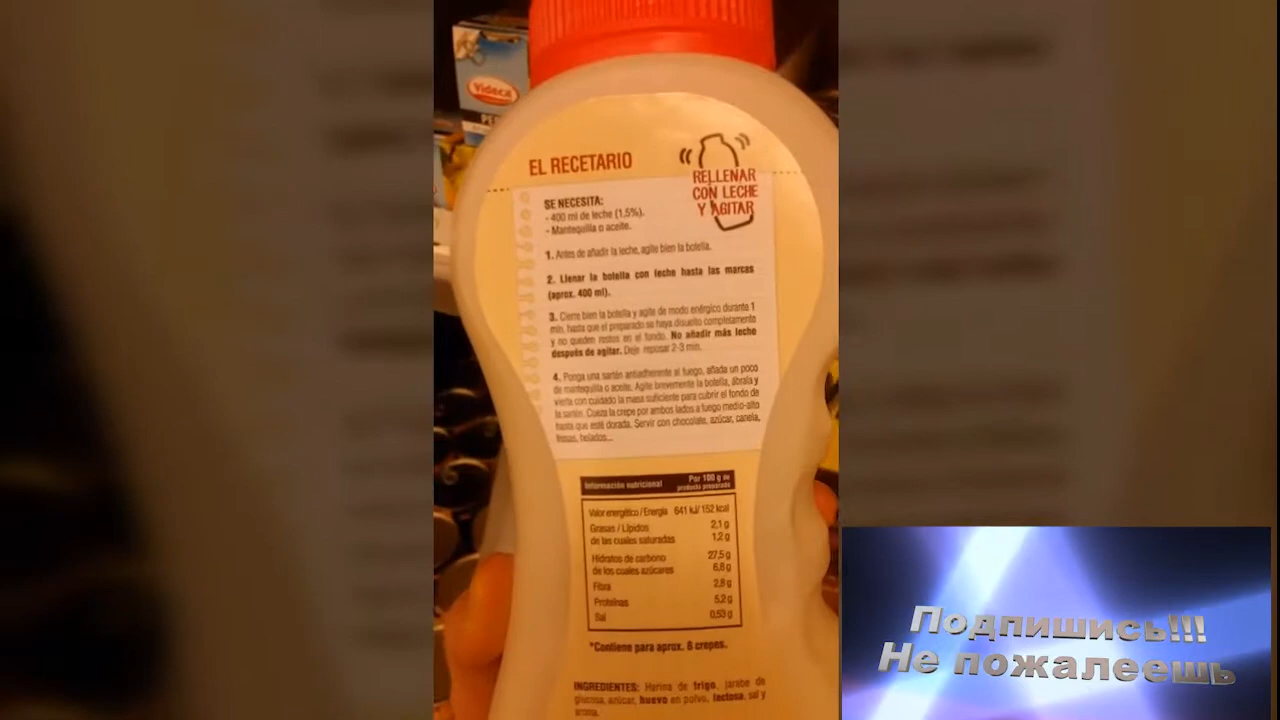 Videca
PE
EL RECETARIO
RELLENAR
CON LECHE
Y AGITAR
SE NECESITA:
- 400 ml de leche (1,5%).
- Mantequilla o aceite.
1. Antes de añadir la leche, agite bien la botella.
2. Llenar la botella con leche hasta las marcas
(aprox. 400 ml).
3. Cierre bien la botella y agite de modo enérgico durante 1
min, hasta que el preparado se haya disuelto completamente
y no queden restos en el fondo. No añadir más leche
después de agitar. Deje reposar 2-3 min.
4. Ponga una sartén antiadherente al fuego, añada un poco
de mantequilla o aceite. Agite brevemente la botella, ábrala y
vierta con cuidado la masa suficiente para cubrir el fondo de
la sartén. Cueza la crepe por ambos lados a fuego medio-alto
hasta que esté dorada. Servir con chocolate, azúcar, canela,
fresas, helados...
Información nutricional Por 100 g de
producto preparado
Valor energético / Energía 641 kJ/ 152 kcal
Grasas / Lípidos 2,1 g
de las cuales saturadas 1,2 g
Hidratos de carbono 27,5 g
de los cuales azúcares 6,8 g
Fibra 2,8 g
Proteínas 5,2 g
Sal 0,53 g
*Contiene para aprox. 6 crepes.
INGREDIENTES: Harina de trigo, jarabe de
glucosa, azúcar, huevo en polvo, lactosa, sal y
aroma.
Подпишись!!!
Не пожалеешь